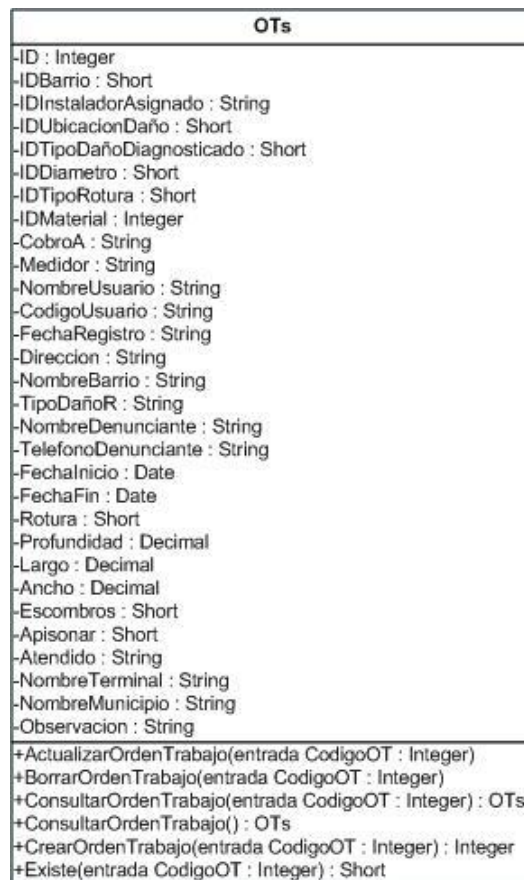 OTs
-ID : Integer
-IDBarrio : Short
-IDInstaladorAsignado : String
-IDUbicacionDaño : Short
-IDTipoDañoDiagnosticado : Short
-IDDiametro : Short
-IDTipoRotura : Short
-IDMaterial : Integer
-CobroA : String
-Medidor : String
-NombreUsuario : String
-CodigoUsuario : String
-FechaRegistro : String
-Direccion : String
-NombreBarrio : String
-TipoDañoR : String
-NombreDenunciante : String
-TelefonoDenunciante : String
-FechaInicio : Date
-FechaFin : Date
-Rotura : Short
-Profundidad : Decimal
-Largo : Decimal
-Ancho : Decimal
-Escombros : Short
-Apisonar : Short
-Atendido : String
-NombreTerminal : String
-NombreMunicipio : String
-Observacion : String
+ActualizarOrdenTrabajo(entrada CodigoOT : Integer)
+BorrarOrdenTrabajo(entrada CodigoOT : Integer)
+ConsultarOrdenTrabajo(entrada CodigoOT : Integer) : OTs
+ConsultarOrdenTrabajo() : OTs
+CrearOrdenTrabajo(entrada CodigoOT : Integer) : Integer
+Existe(entrada CodigoOT : Integer) : Short